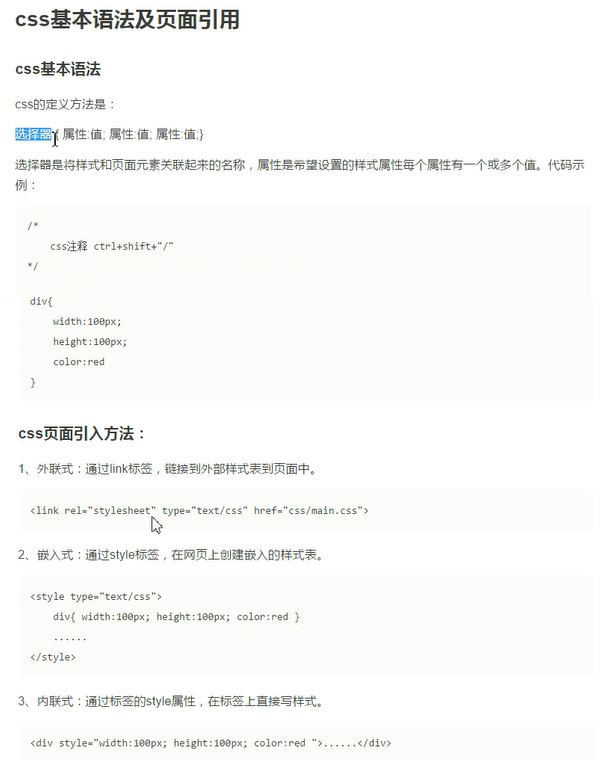 css基本语法及页面引用
css基本语法
css的定义方法是：
选择器 { 属性:值; 属性:值; 属性:值;}
选择器是将样式和页面元素关联起来的名称，属性是希望设置的样式属性每个属性有一个或多个值。代码示
例：
/*
css注释 ctrl+shift+"/"
*/
div{
width:100px;
height:100px;
color:red
}
css页面引入方法：
1、外联式：通过link标签，链接到外部样式表到页面中。
<link rel="stylesheet" type="text/css" href="css/main.css">
2、嵌入式：通过style标签，在网页上创建嵌入的样式表。
<style type="text/css">
div{ width:100px; height:100px; color:red }
......
</style>
3、内联式：通过标签的style属性，在标签上直接写样式。
<div style="width:100px; height:100px; color:red ">......</div>